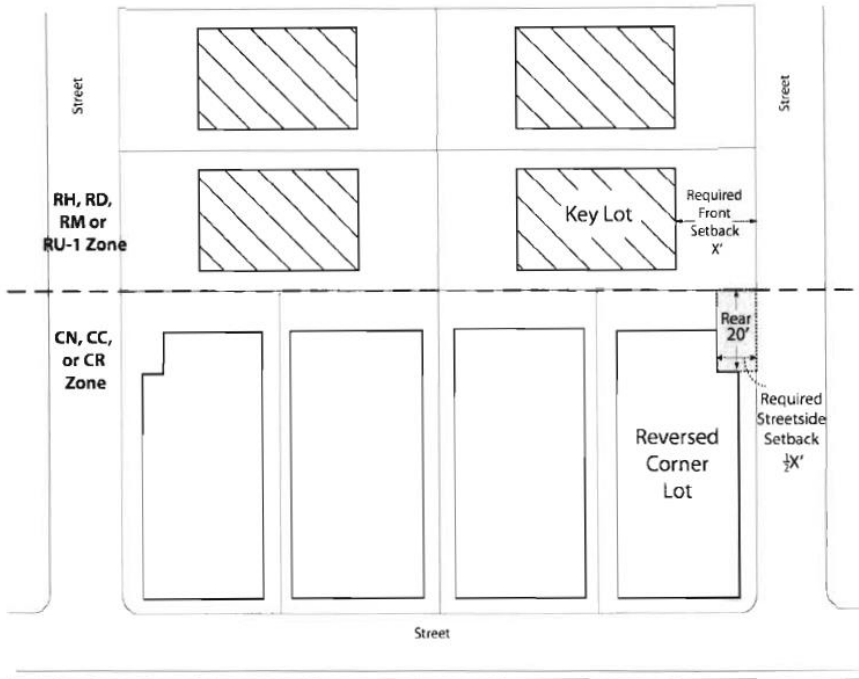 Street
Street
RH, RD,
RM or
RU-1 Zone
Key Lot
Required
Front
Setback
X'
CN, CC,
or CR
Zone
Rear
20'
Required
Streetside
Setback
½X'
Reversed
Corner
Lot
Street